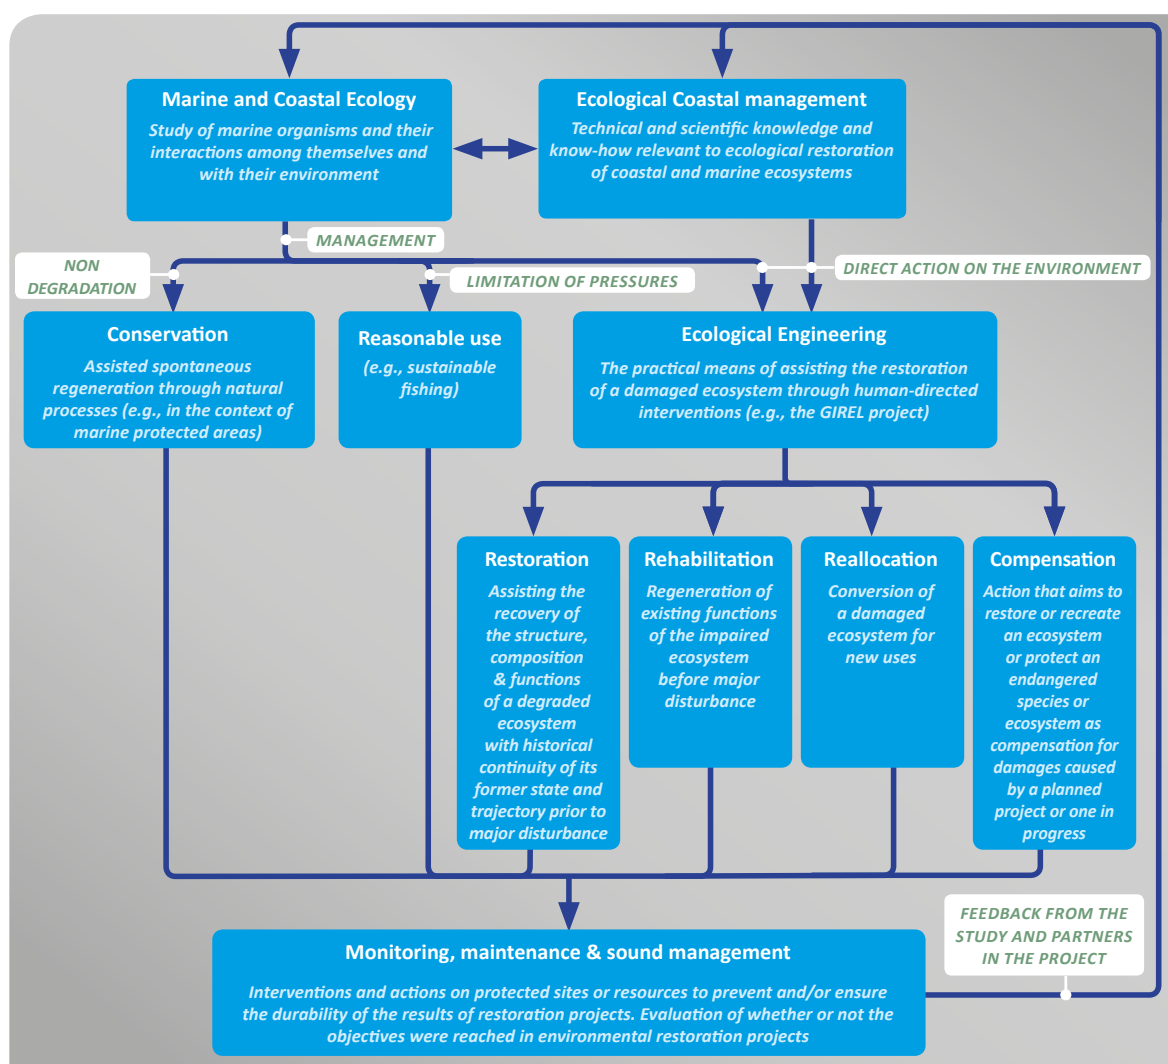 Marine and Coastal Ecology
Study of marine organisms and their
interactions among themselves and
with their environment
Ecological Coastal management
Technical and scientific knowledge and
know-how relevant to ecological restoration
of coastal and marine ecosystems
MANAGEMENT
NON
DEGRADATION
LIMITATION OF PRESSURES
DIRECT ACTION ON THE ENVIRONMENT
Conservation
Assisted spontaneous
regeneration through natural
processes (e.g., in the context of
marine protected areas)
Reasonable use
(e.g., sustainable
fishing)
Ecological Engineering
The practical means of assisting the restoration
of a damaged ecosystem through human-directed
interventions (e.g., the GIREL project)
Restoration
Assisting the
recovery of
the structure,
composition
& functions
of a degraded
ecosystem
with historical
continuity of its
former state and
trajectory prior to
major disturbance
Rehabilitation
Regeneration of
existing functions
of the impaired
ecosystem
before major
disturbance
Reallocation
Conversion of
a damaged
ecosystem for
new uses
Compensation
Action that aims to
restore or recreate
an ecosystem
or protect an
endangered
species or
ecosystem as
compensation for
damages caused
by a planned
project or one in
progress
FEEDBACK FROM THE
STUDY AND PARTNERS
IN THE PROJECT
Monitoring, maintenance & sound management
Interventions and actions on protected sites or resources to prevent and/or ensure
the durability of the results of restoration projects. Evaluation of whether or not the
objectives were reached in environmental restoration projects